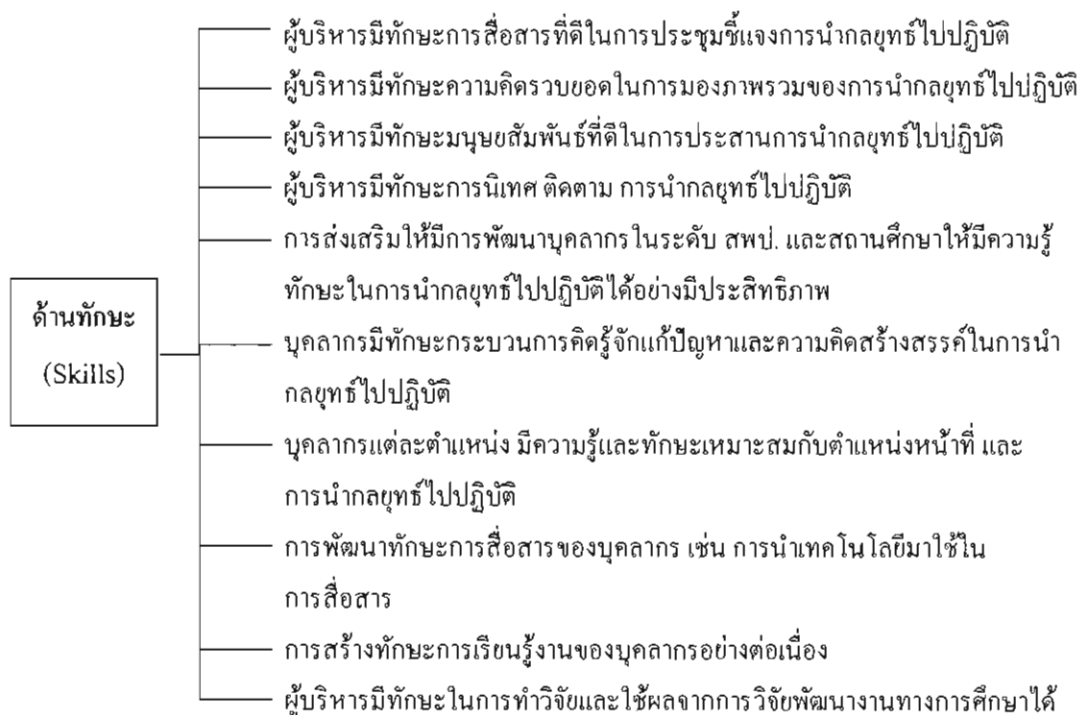 ผู้บริหารมีทักษะการสื่อสารที่ดีในการประชุมชี้แจงการนำกลยุทธ์ไปปฏิบัติ
ผู้บริหารมีทักษะความคิดรวบยอดในการมองภาพรวมของการนำกลยุทธ์ไปปฏิบัติ
ผู้บริหารมีทักษะมนุษยสัมพันธ์ที่ดีในการประสานการนำกลยุทธ์ไปปฏิบัติ
ผู้บริหารมีทักษะการนิเทศ ติดตาม การนำกลยุทธ์ไปปฏิบัติ
การส่งเสริมให้มีการพัฒนาบุคลากรในระดับ สพป. และสถานศึกษาให้มีความรู้
ทักษะในการนำกลยุทธ์ไปปฏิบัติได้อย่างมีประสิทธิภาพ
ด้านทักษะ
(Skills)
บุคลากรมีทักษะกระบวนการคิดรู้จักแก้ปัญหาและความคิดสร้างสรรค์ในการนำ
กลยุทธ์ไปปฏิบัติ
บุคลากรแต่ละตำแหน่ง มีความรู้และทักษะเหมาะสมกับตำแหน่งหน้าที่ และ
การนำกลยุทธ์ไปปฏิบัติ
การพัฒนาทักษะการสื่อสารของบุคลากร เช่น การนำเทคโนโลยีมาใช้ใน
การสื่อสาร
การสร้างทักษะการเรียนรู้งานของบุคลากรอย่างต่อเนื่อง
ผู้บริหารมีทักษะในการทำวิจัยและใช้ผลจากการวิจัยพัฒนางานทางการศึกษาได้